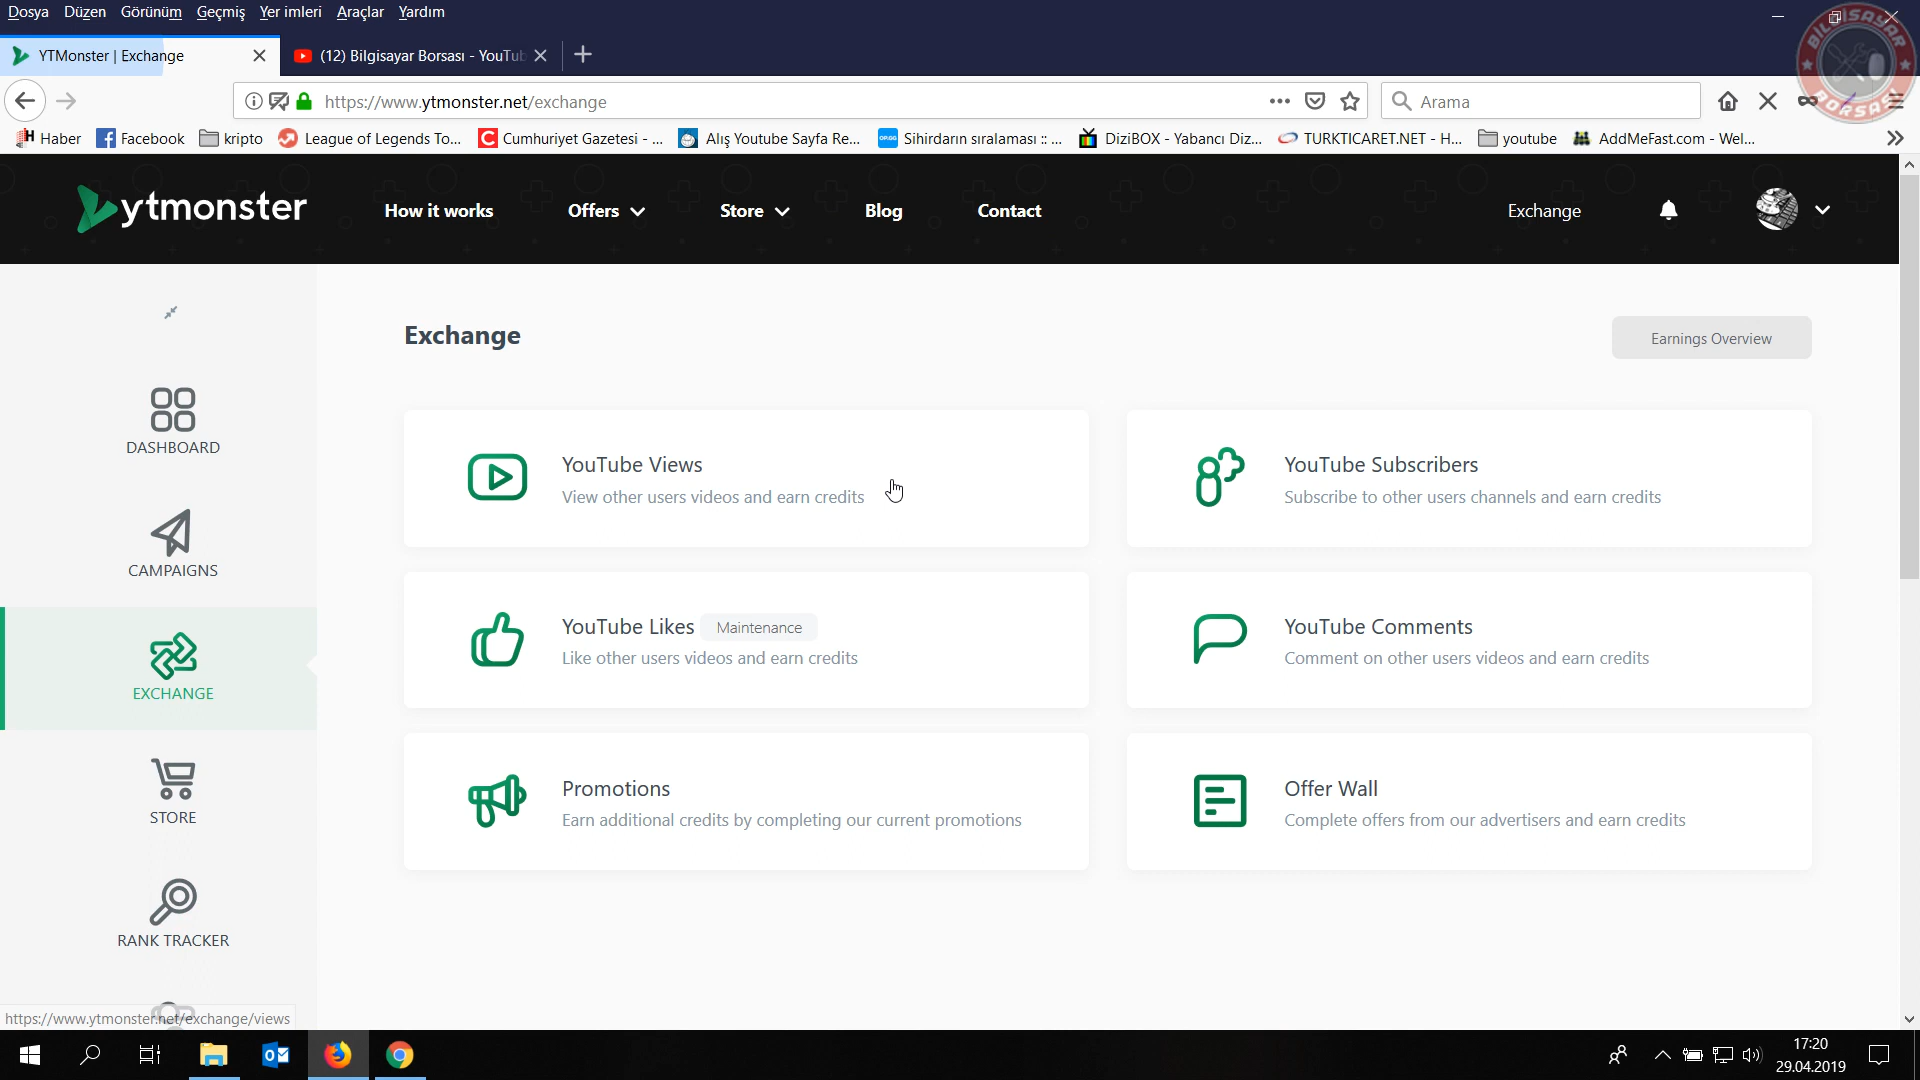 Dosya Düzen Görünüm Geçmiş Yer imleri Araçlar Yardım
YTMonster | Exchange
(12) Bilgisayar Borsası - YouTub
https://www.ytmonster.net/exchange
Arama
BİLGİSAYAR
BORSASI
Haber Facebook kripto League of Legends To... Cumhuriyet Gazetesi - ... Alış Youtube Sayfa Re... OP.GG Sihirdarın sıralaması :: ... DiziBOX - Yabancı Diz... TURKTICARET.NET - H... youtube AddMeFast.com - Wel...
ytmonster
How it works Offers Store Blog Contact Exchange
Exchange
Earnings Overview
DASHBOARD
CAMPAIGNS
EXCHANGE
STORE
RANK TRACKER
YouTube Views
View other users videos and earn credits
YouTube Subscribers
Subscribe to other users channels and earn credits
YouTube Likes Maintenance
Like other users videos and earn credits
YouTube Comments
Comment on other users videos and earn credits
Promotions
Earn additional credits by completing our current promotions
Offer Wall
Complete offers from our advertisers and earn credits
https://www.ytmonster.net/exchange/views
17:20
29.04.2019